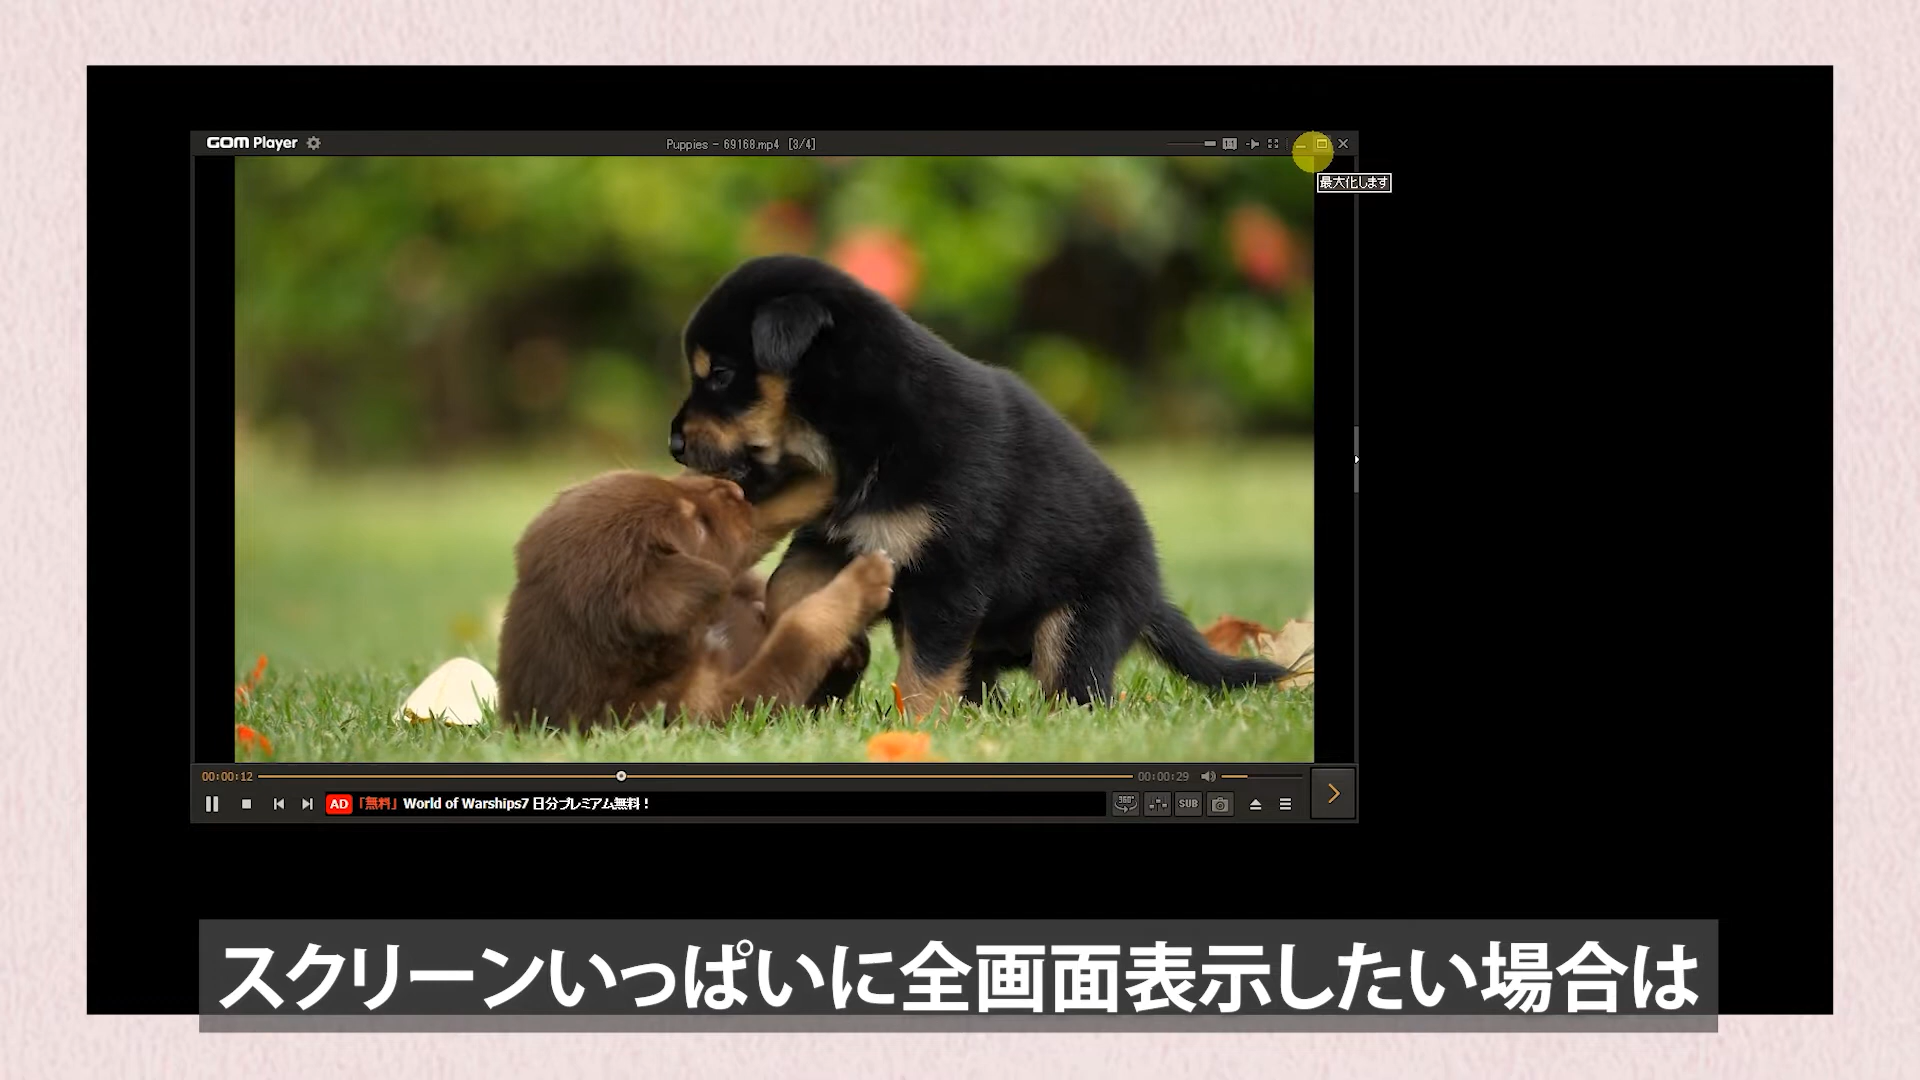 GOM Player
Puppies - 69168.mp4 [3/4]
最大化します
00:00:12
00:00:29
AD 「無料」 World of Warships7 日分プレミアム無料！
360°
SUB
スクリーンいっぱいに全画面表示したい場合は